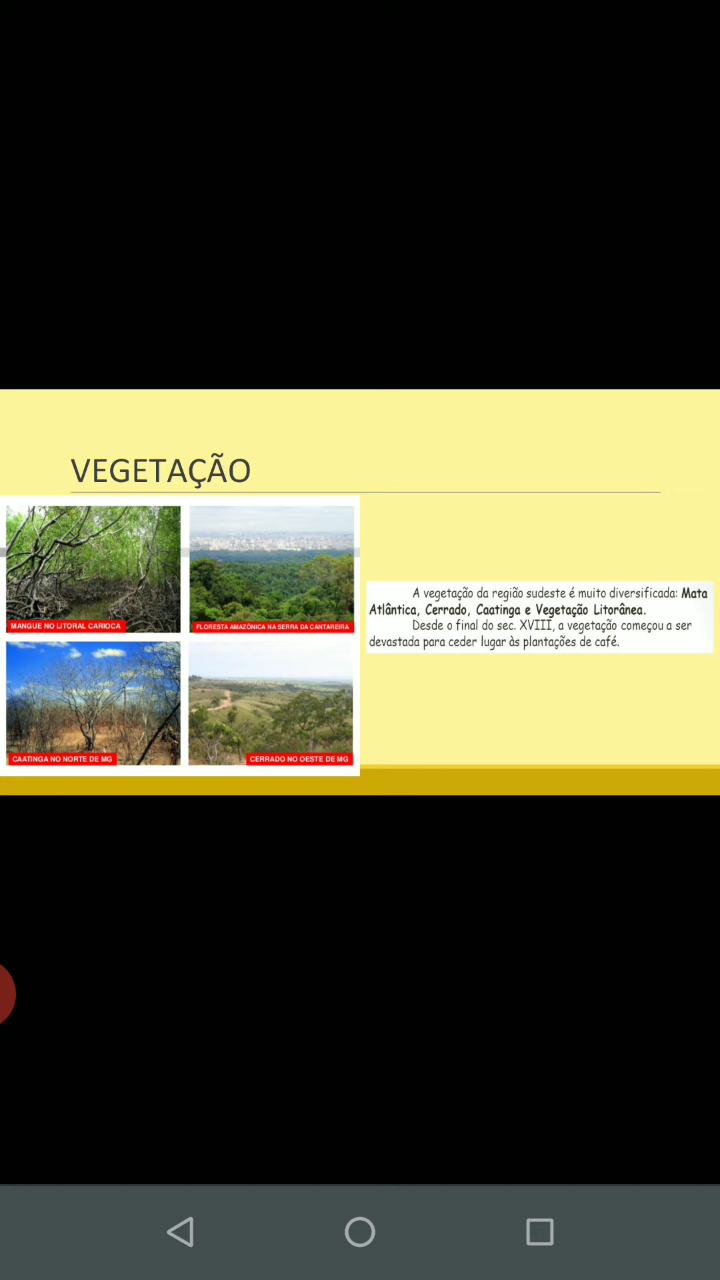 VEGETAÇÃO
MANGUE NO LITORAL CARIOCA
FLORESTA AMAZÔNICA NA SERRA DA CANTAREIRA
CAATINGA NO NORTE DE MG
CERRADO NO OESTE DE MG
A vegetação da região sudeste é muito diversificada: Mata
Atlântica, Cerrado, Caatinga e Vegetação Litorânea.
Desde o final do sec. XVIII, a vegetação começou a ser
devastada para ceder lugar às plantações de café.